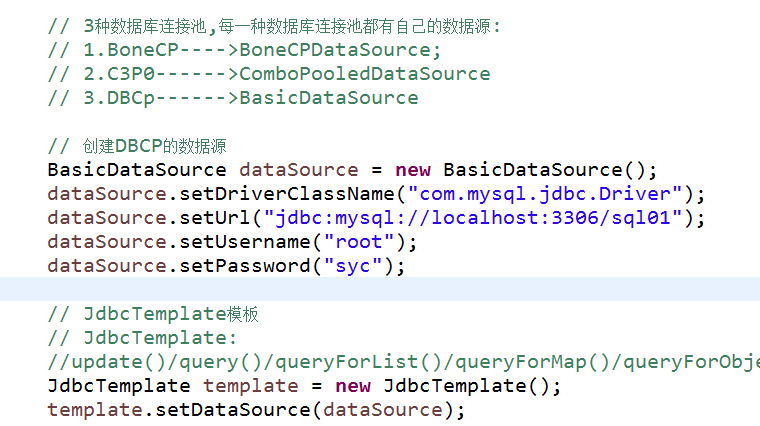 // 3种数据库连接池,每一种数据库连接池都有自己的数据源:
// 1.BoneCP---->BoneCPDataSource;
// 2.C3P0------>ComboPooledDataSource
// 3.DBCp------>BasicDataSource
// 创建DBCP的数据源
BasicDataSource dataSource = new BasicDataSource();
dataSource.setDriverClassName("com.mysql.jdbc.Driver");
dataSource.setUrl("jdbc:mysql://localhost:3306/sql01");
dataSource.setUsername("root");
dataSource.setPassword("syc");
// JdbcTemplate模板
// JdbcTemplate:
//update()/query()/queryForList()/queryForMap()/queryForObje
JdbcTemplate template = new JdbcTemplate();
template.setDataSource(dataSource);